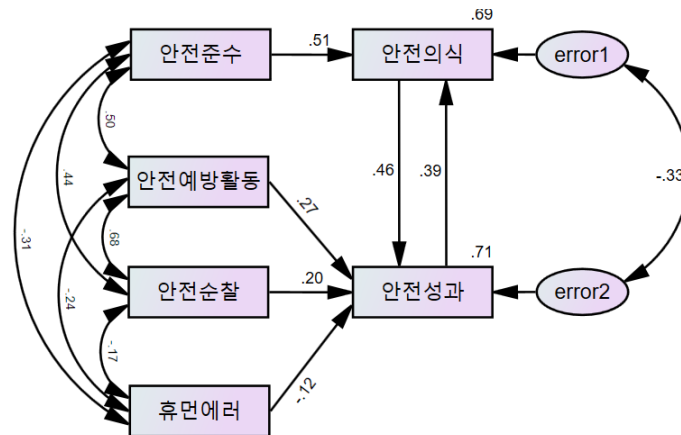 .69
안전준수
.51
안전의식
error1
.50
.44
.46
.39
-.33
안전예방활동
.27
-.31
.68
.71
-.24
안전순찰
.20
안전성과
error2
-.17
-.12
휴먼에러